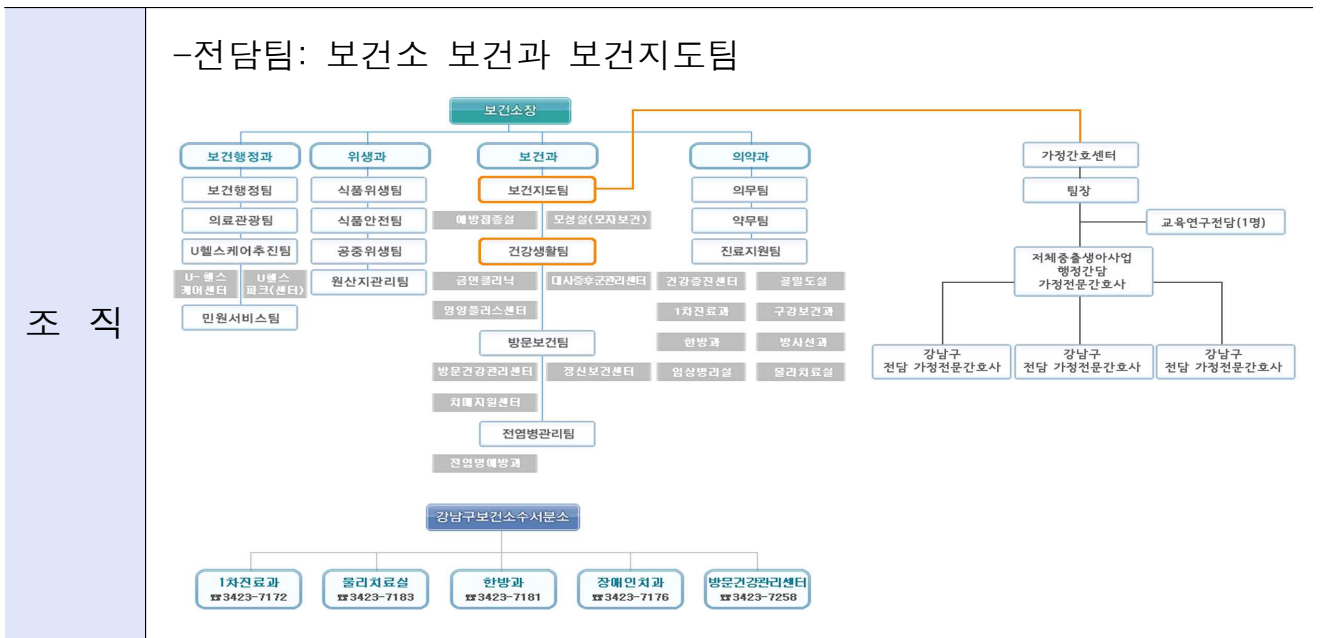 조 직
–전담팀: 보건소 보건과 보건지도팀
보건소장
보건행정과
위생과
보건과
의약과
보건행정팀
의료관광팀
U헬스케어추진팀
U-헬스
케어센터
U헬스
파크(센터)
민원서비스팀
식품위생팀
식품안전팀
공중위생팀
원산지관리팀
보건지도팀
예방접종실
모성실(모자보건)
건강생활팀
금연클리닉
대사증후군관리센터
영양플러스센터
방문보건팀
방문건강관리센터
정신보건센터
치매지원센터
전염병관리팀
전염병예방과
의무팀
약무팀
진료지원팀
건강증진센터
골밀도실
1차진료과
구강보건과
한방과
방사선과
임상병리실
물리치료실
가정간호센터
팀장
교육연구전담(1명)
저체중출생아사업
행정간담
가정전문간호사
강남구
전담 가정전문간호사
강남구
전담 가정전문간호사
강남구
전담 가정전문간호사
강남구보건소수서분소
1차진료과
☎3423-7172
물리치료실
☎3423-7183
한방과
☎3423-7181
장애인치과
☎3423-7176
방문건강관리센터
☎3423-7258